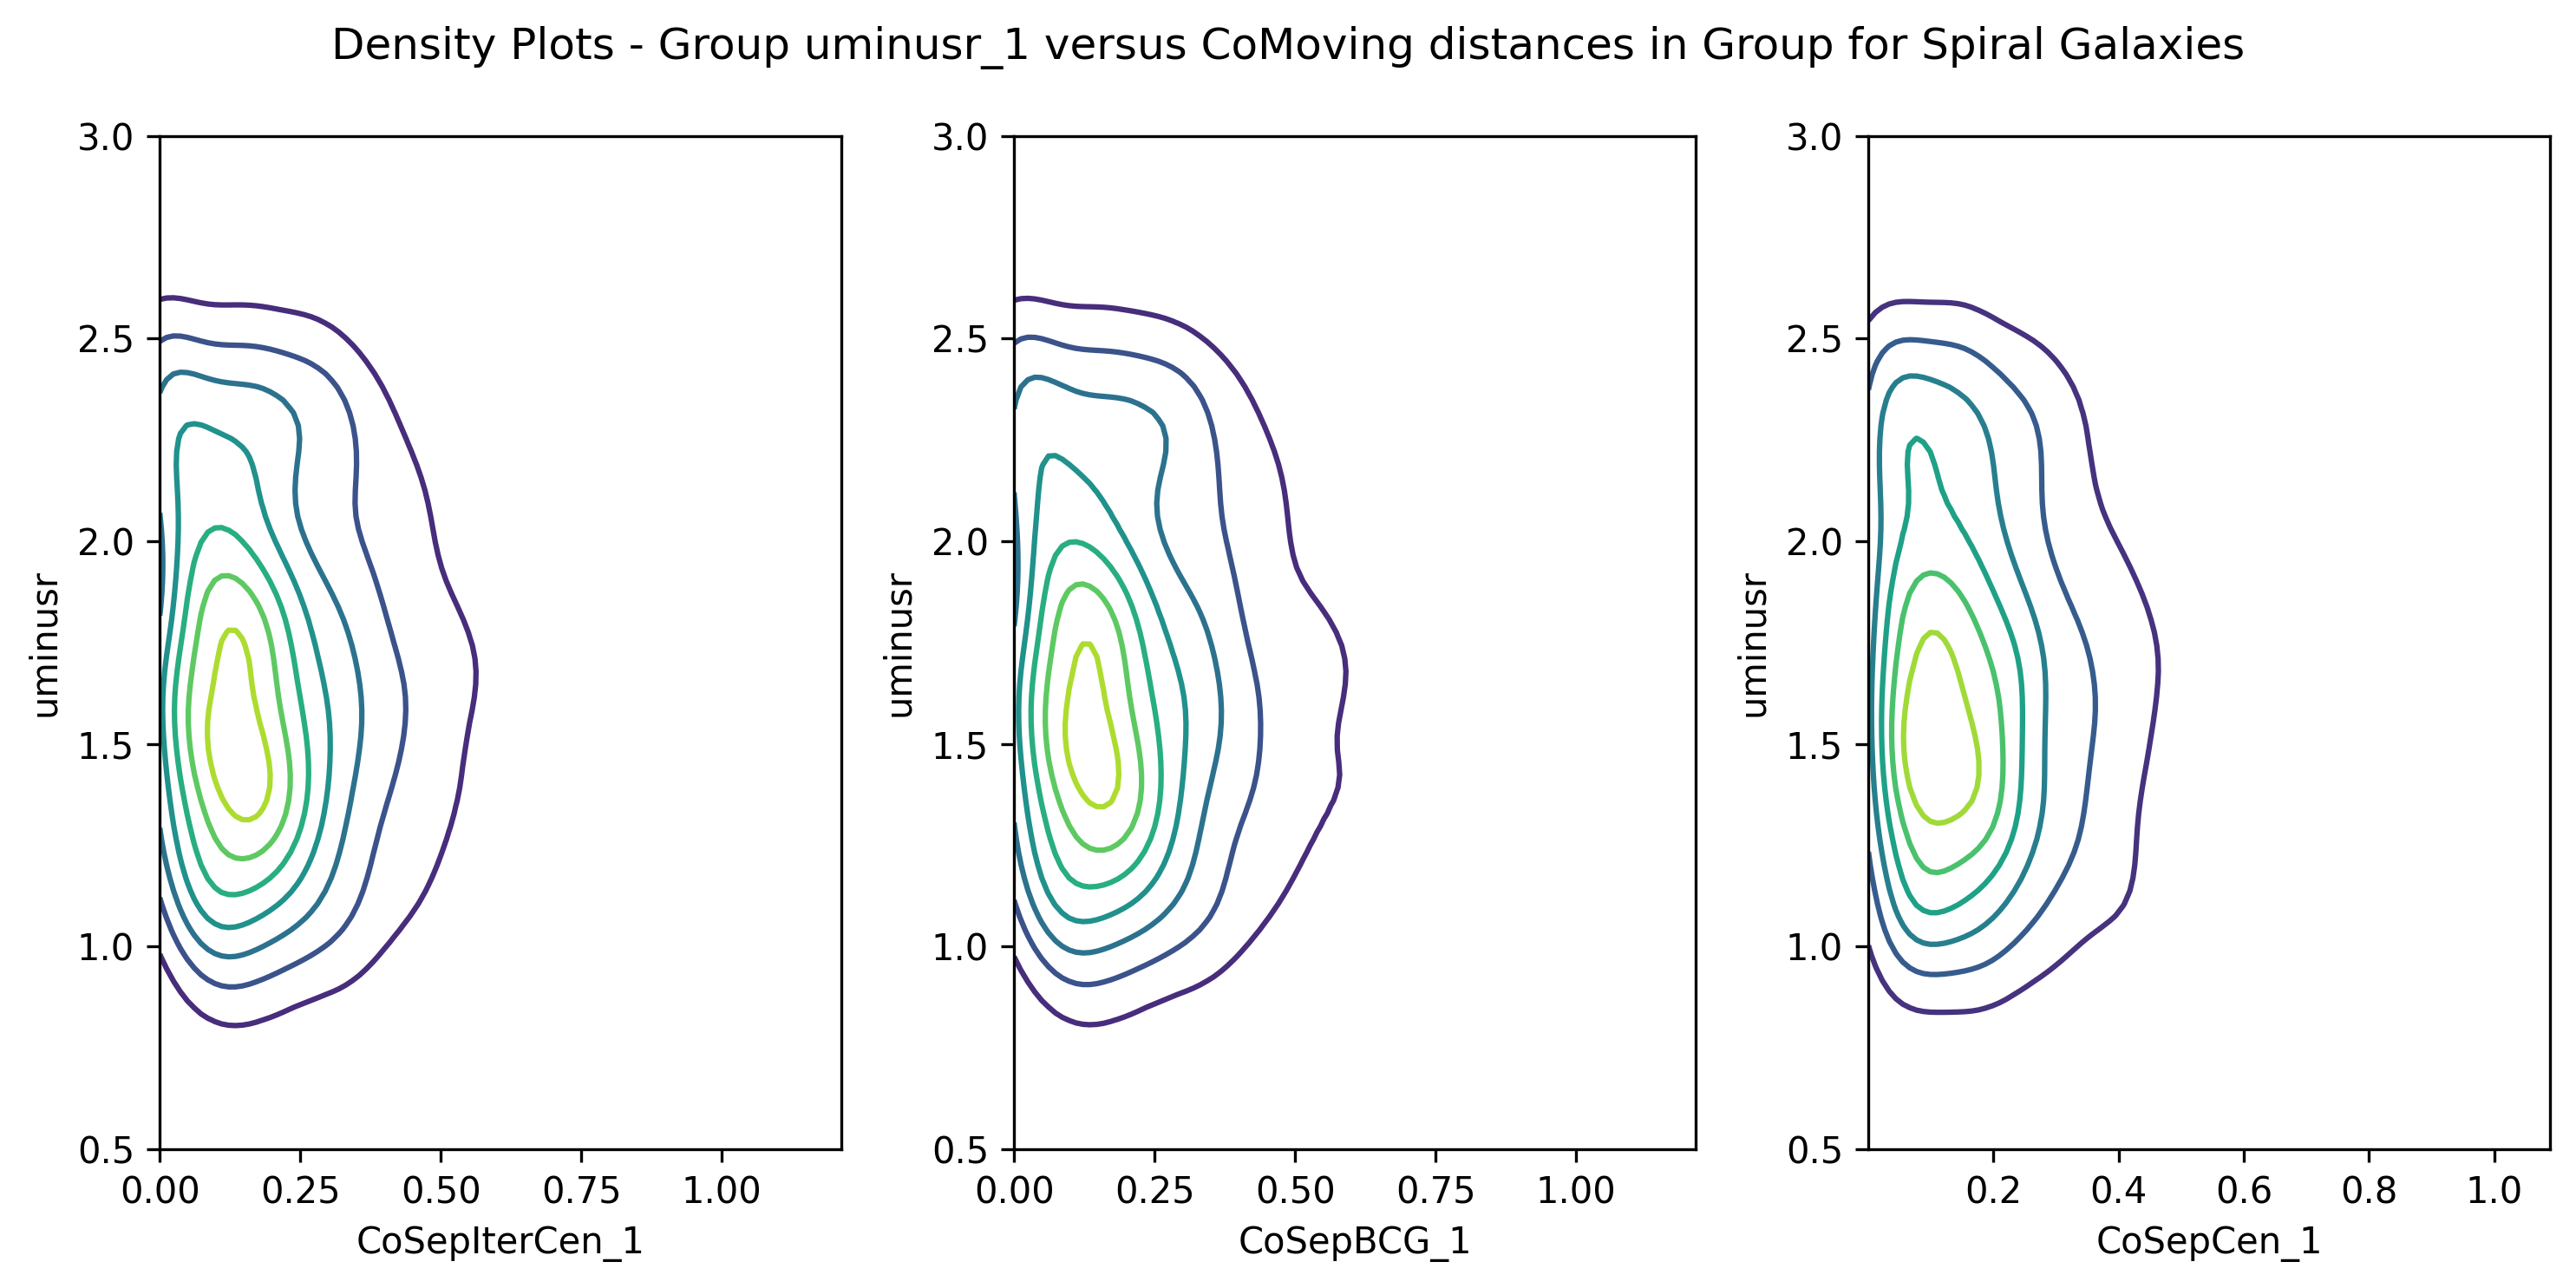 Density Plots - Group uminusr_1 versus CoMoving distances in Group for Spiral Galaxies
3.0
2.5
2.0
1.5
1.0
0.5
uminusr
0.00 0.25 0.50 0.75 1.00
CoSepIterCen_1
3.0
2.5
2.0
1.5
1.0
0.5
uminusr
0.00 0.25 0.50 0.75 1.00
CoSepBCG_1
3.0
2.5
2.0
1.5
1.0
0.5
uminusr
0.2 0.4 0.6 0.8 1.0
CoSepCen_1